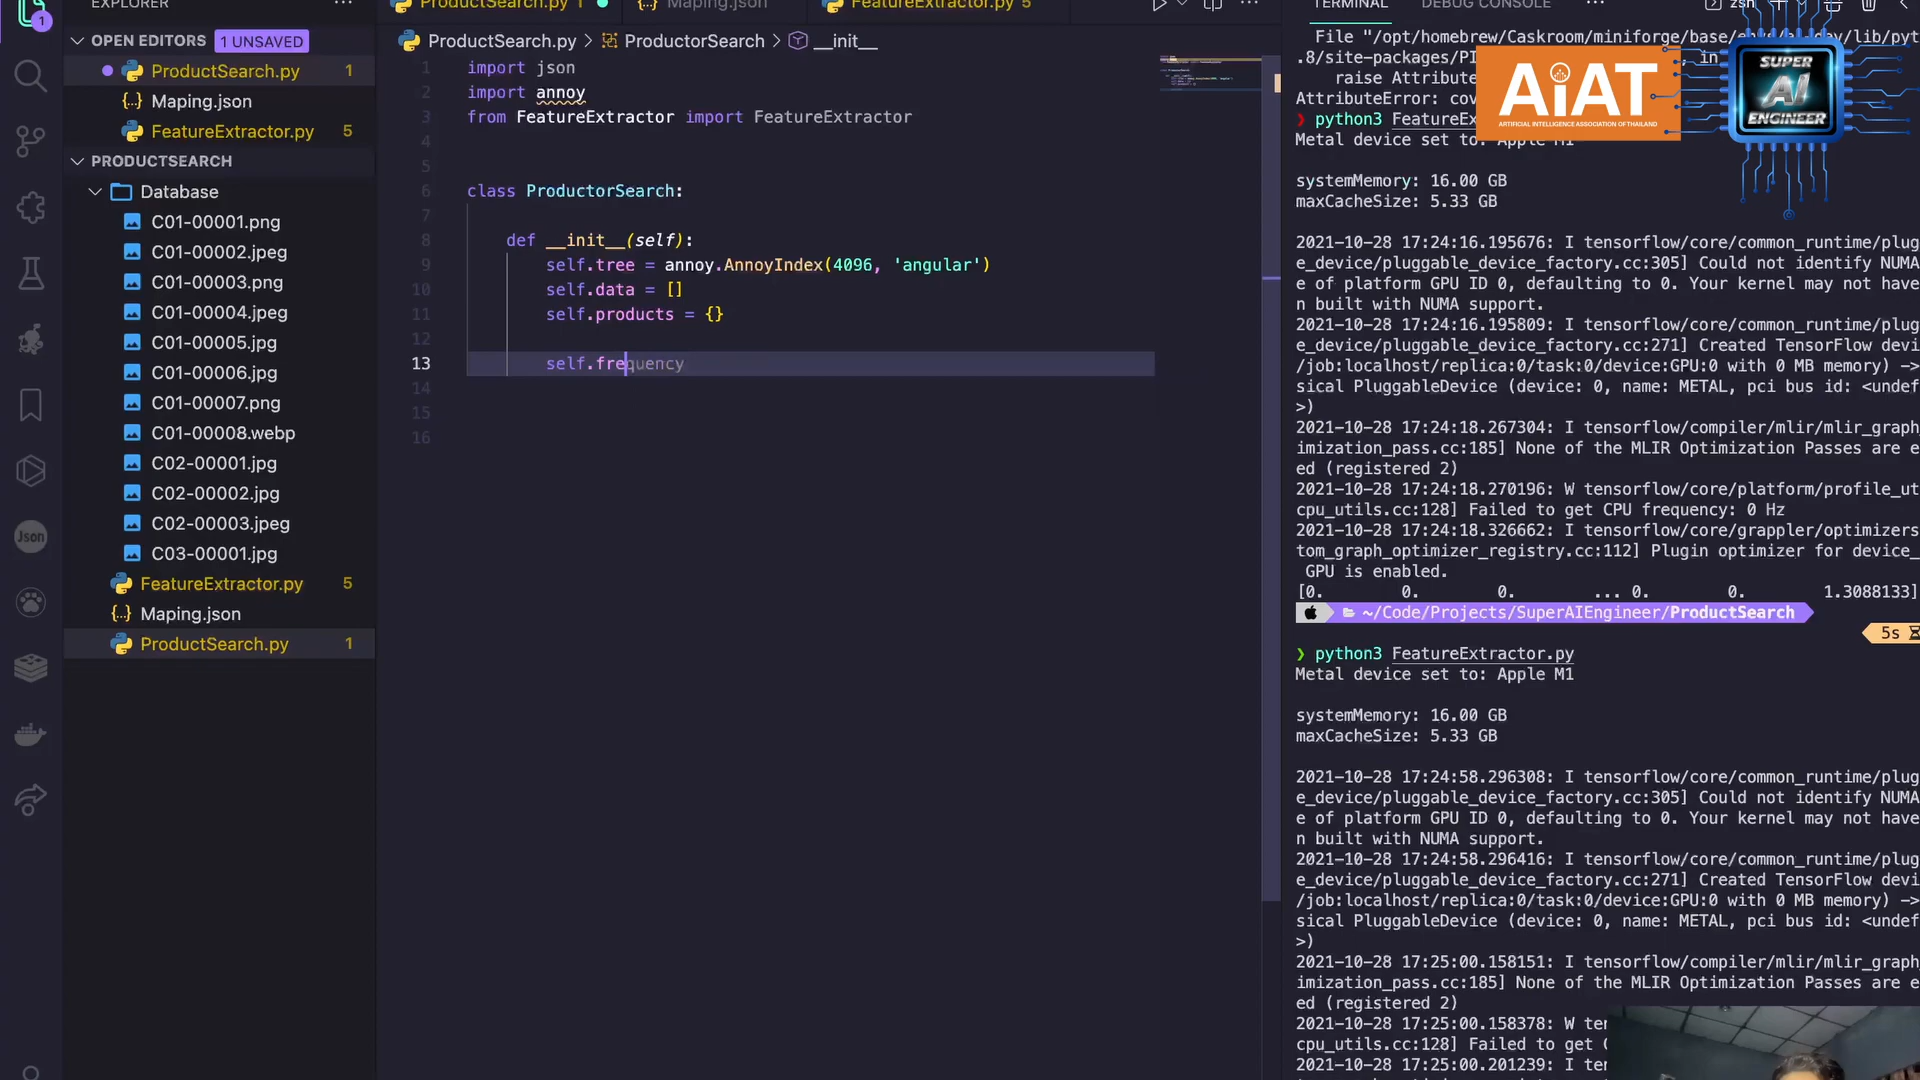 EXPLORER
OPEN EDITORS 1 UNSAVED
ProductSearch.py 1
Maping.json
FeatureExtractor.py 5
PRODUCTSEARCH
Database
C01-00001.png
C01-00002.jpeg
C01-00003.png
C01-00004.jpeg
C01-00005.jpg
C01-00006.jpg
C01-00007.png
C01-00008.webp
C02-00001.jpg
C02-00002.jpg
C02-00003.jpeg
C03-00001.jpg
FeatureExtractor.py 5
Maping.json
ProductSearch.py 1
1
Json
ProductSearch.py 1 Maping.json FeatureExtractor.py 5
ProductSearch.py > ProductorSearch > __init__
1 import json
2 import annoy
3 from FeatureExtractor import FeatureExtractor
4
5
6 class ProductorSearch:
7
8 def __init__(self):
9 self.tree = annoy.AnnoyIndex(4096, 'angular')
10 self.data = []
11 self.products = {}
12
13 self.frequency
14
15
16
TERMINAL DEBUG CONSOLE zsh
File "/opt/homebrew/Caskroom/miniforge/base/
.8/site-packages/PI
in
raise Attribute
AttributeError: cov
❯ python3 FeatureEx
Metal device set to: Apple M1
systemMemory: 16.00 GB
maxCacheSize: 5.33 GB
2021-10-28 17:24:16.195676: I tensorflow/core/common_runtime/plug
e_device/pluggable_device_factory.cc:305] Could not identify NUMA
e of platform GPU ID 0, defaulting to 0. Your kernel may not have
n built with NUMA support.
2021-10-28 17:24:16.195809: I tensorflow/core/common_runtime/plug
e_device/pluggable_device_factory.cc:271] Created TensorFlow devi
/job:localhost/replica:0/task:0/device:GPU:0 with 0 MB memory) ->
sical PluggableDevice (device: 0, name: METAL, pci bus id: <undef
>)
2021-10-28 17:24:18.267304: I tensorflow/compiler/mlir/mlir_graph_
imization_pass.cc:185] None of the MLIR Optimization Passes are e
ed (registered 2)
2021-10-28 17:24:18.270196: W tensorflow/core/platform/profile_ut
cpu_utils.cc:128] Failed to get CPU frequency: 0 Hz
2021-10-28 17:24:18.326662: I tensorflow/core/grappler/optimizers
tom_graph_optimizer_registry.cc:112] Plugin optimizer for device_
GPU is enabled.
[0. 0. 0. ... 0. 0. 1.3088133]
~/Code/Projects/SuperAIEngineer/ProductSearch
5s
❯ python3 FeatureExtractor.py
Metal device set to: Apple M1
systemMemory: 16.00 GB
maxCacheSize: 5.33 GB
2021-10-28 17:24:58.296308: I tensorflow/core/common_runtime/plug
e_device/pluggable_device_factory.cc:305] Could not identify NUMA
e of platform GPU ID 0, defaulting to 0. Your kernel may not have
n built with NUMA support.
2021-10-28 17:24:58.296416: I tensorflow/core/common_runtime/plug
e_device/pluggable_device_factory.cc:271] Created TensorFlow devi
/job:localhost/replica:0/task:0/device:GPU:0 with 0 MB memory) ->
sical PluggableDevice (device: 0, name: METAL, pci bus id: <undef
>)
2021-10-28 17:25:00.158151: I tensorflow/compiler/mlir/mlir_graph_
imization_pass.cc:185] None of the MLIR Optimization Passes are e
ed (registered 2)
2021-10-28 17:25:00.158378: W ten
cpu_utils.cc:128] Failed to get C
2021-10-28 17:25:00.201239: I ten
AiAT
ARTIFICIAL INTELLIGENCE ASSOCIATION OF THAILAND
SUPER
AI
ENGINEER